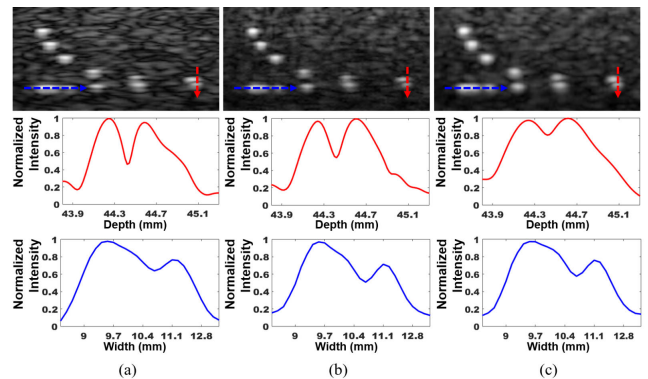 Normalized
Intensity
1
0.8
0.6
0.4
0.2
0
43.9 44.3 44.7 45.1
Depth (mm)
Normalized
Intensity
1
0.8
0.6
0.4
0.2
0
43.9 44.3 44.7 45.1
Depth (mm)
Normalized
Intensity
1
0.8
0.6
0.4
0.2
0
43.9 44.3 44.7 45.1
Depth (mm)
Normalized
Intensity
1
0.8
0.6
0.4
0.2
0
9 9.7 10.4 11.1 12.8
Width (mm)
Normalized
Intensity
1
0.8
0.6
0.4
0.2
0
9 9.7 10.4 11.1 12.8
Width (mm)
Normalized
Intensity
1
0.8
0.6
0.4
0.2
0
9 9.7 10.4 11.1 12.8
Width (mm)
(a) (b) (c)